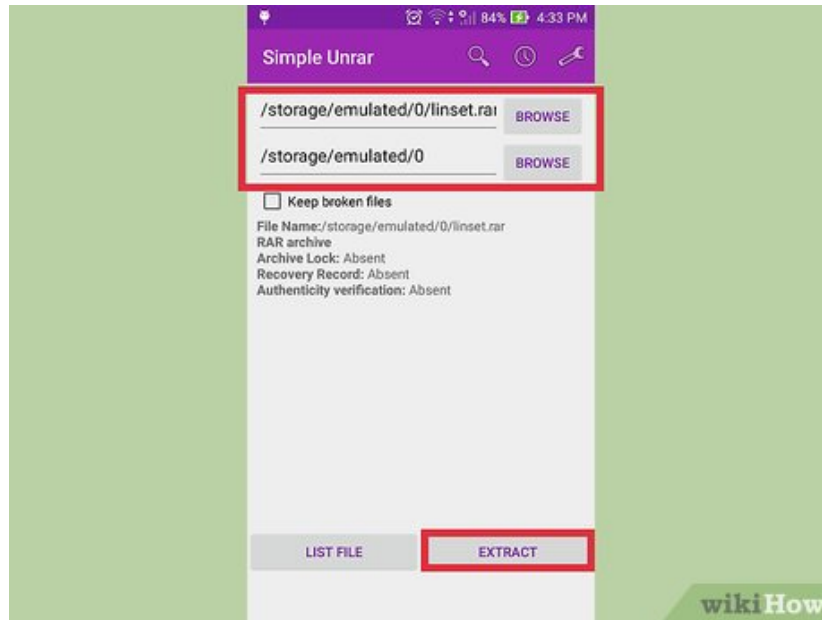 84% 4:33 PM
Simple Unrar
/storage/emulated/0/linset.rar BROWSE
/storage/emulated/0 BROWSE
Keep broken files
File Name:/storage/emulated/0/linset.rar
RAR archive
Archive Lock: Absent
Recovery Record: Absent
Authenticity verification: Absent
LIST FILE EXTRACT
wikiHow